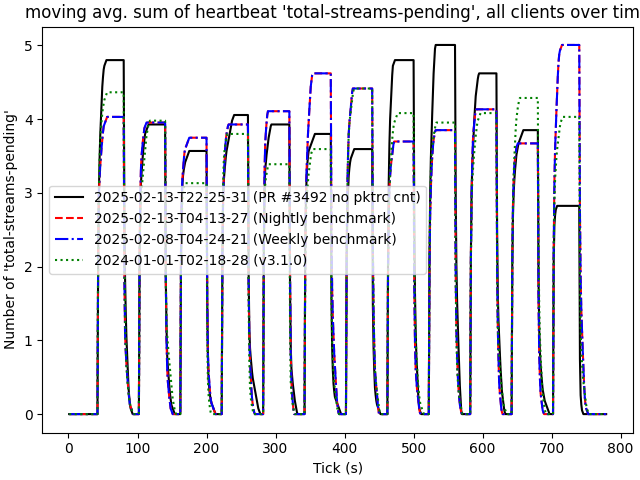 moving avg. sum of heartbeat 'total-streams-pending', all clients over tim
Number of 'total-streams-pending'
5
4
3
2
1
0
2025-02-13-T22-25-31 (PR #3492 no pktrc cnt)
2025-02-13-T04-13-27 (Nightly benchmark)
2025-02-08-T04-24-21 (Weekly benchmark)
2024-01-01-T02-18-28 (v3.1.0)
0 100 200 300 400 500 600 700 800
Tick (s)